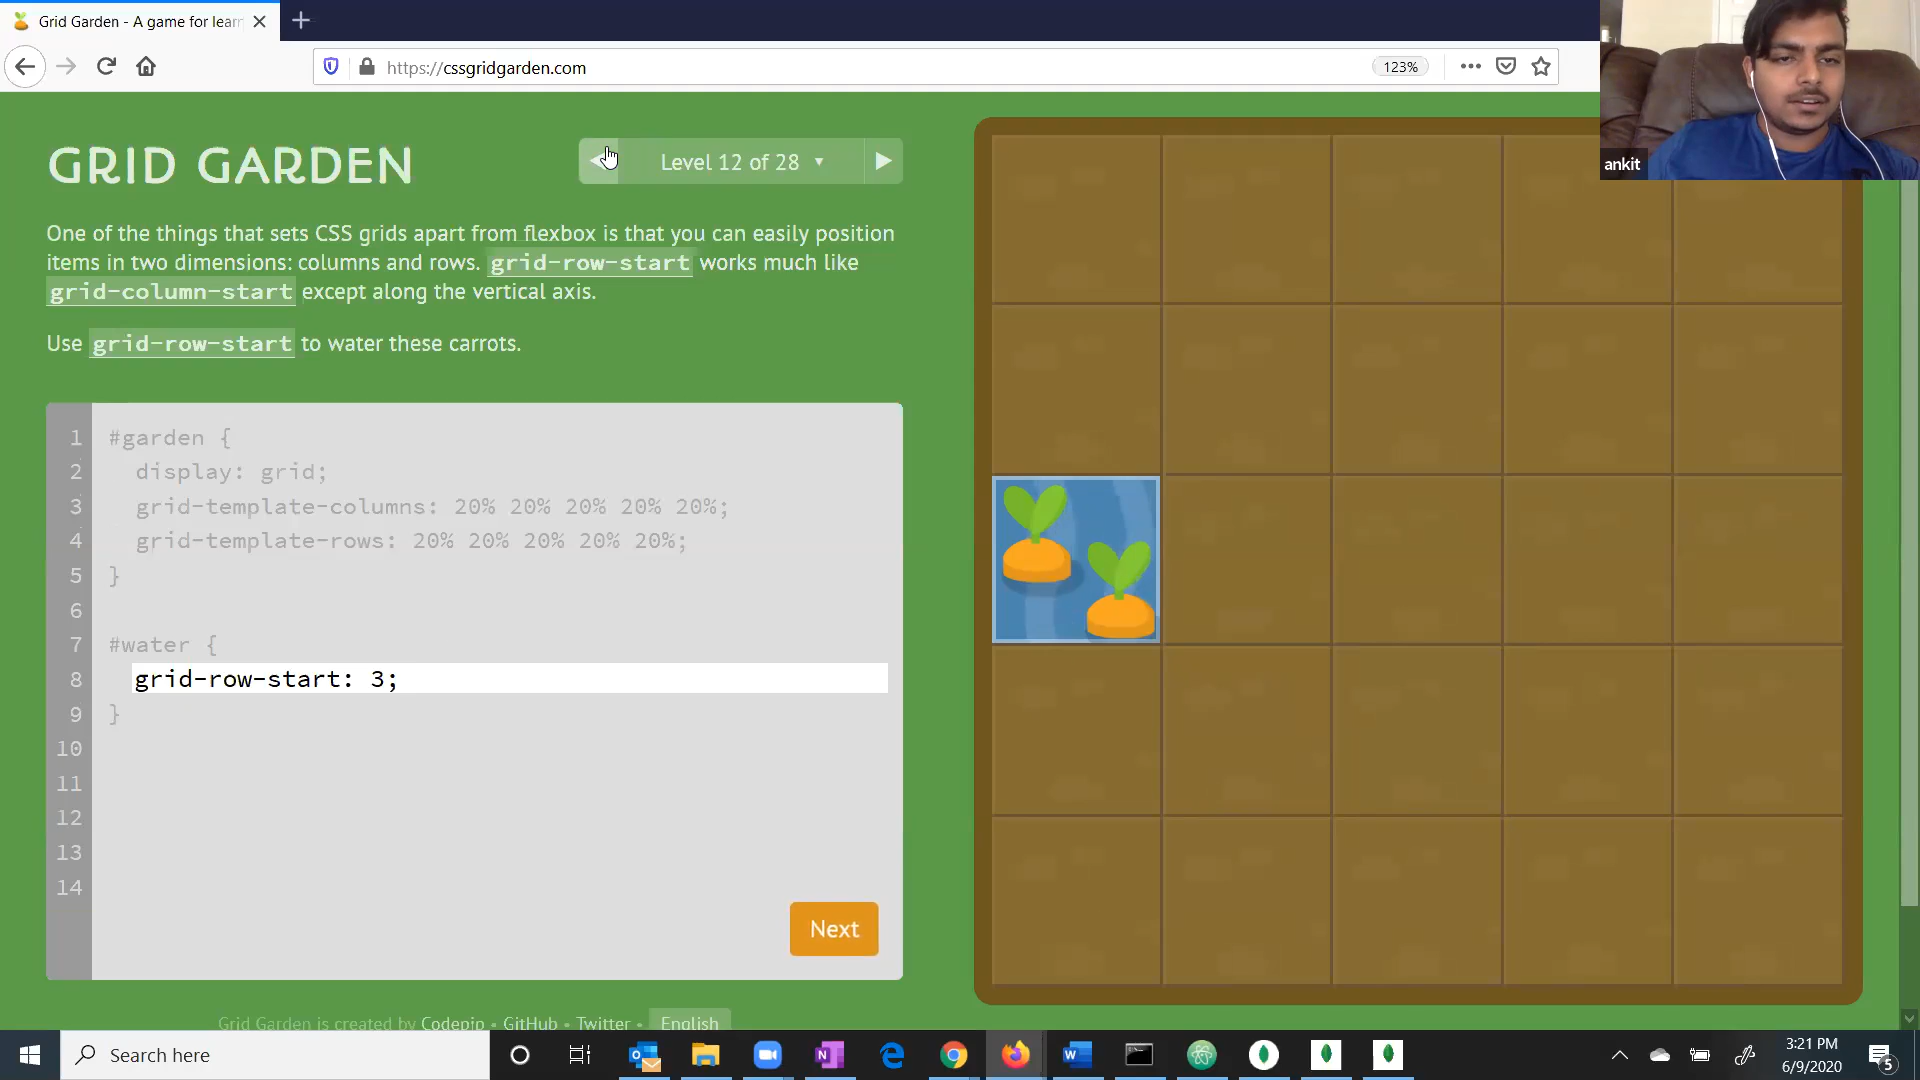 Grid Garden - A game for learn
https://cssgridgarden.com
123%
ankit
GRID GARDEN
Level 12 of 28
One of the things that sets CSS grids apart from flexbox is that you can easily position
items in two dimensions: columns and rows. grid-row-start works much like
grid-column-start except along the vertical axis.
Use grid-row-start to water these carrots.
1 #garden {
2 display: grid;
3 grid-template-columns: 20% 20% 20% 20% 20%;
4 grid-template-rows: 20% 20% 20% 20% 20%;
5 }
6
7 #water {
8 grid-row-start: 3;
9 }
10
11
12
13
14
Next
Grid Garden is created by Codepip • GitHub • Twitter • English
Search here
3:21 PM
6/9/2020
5